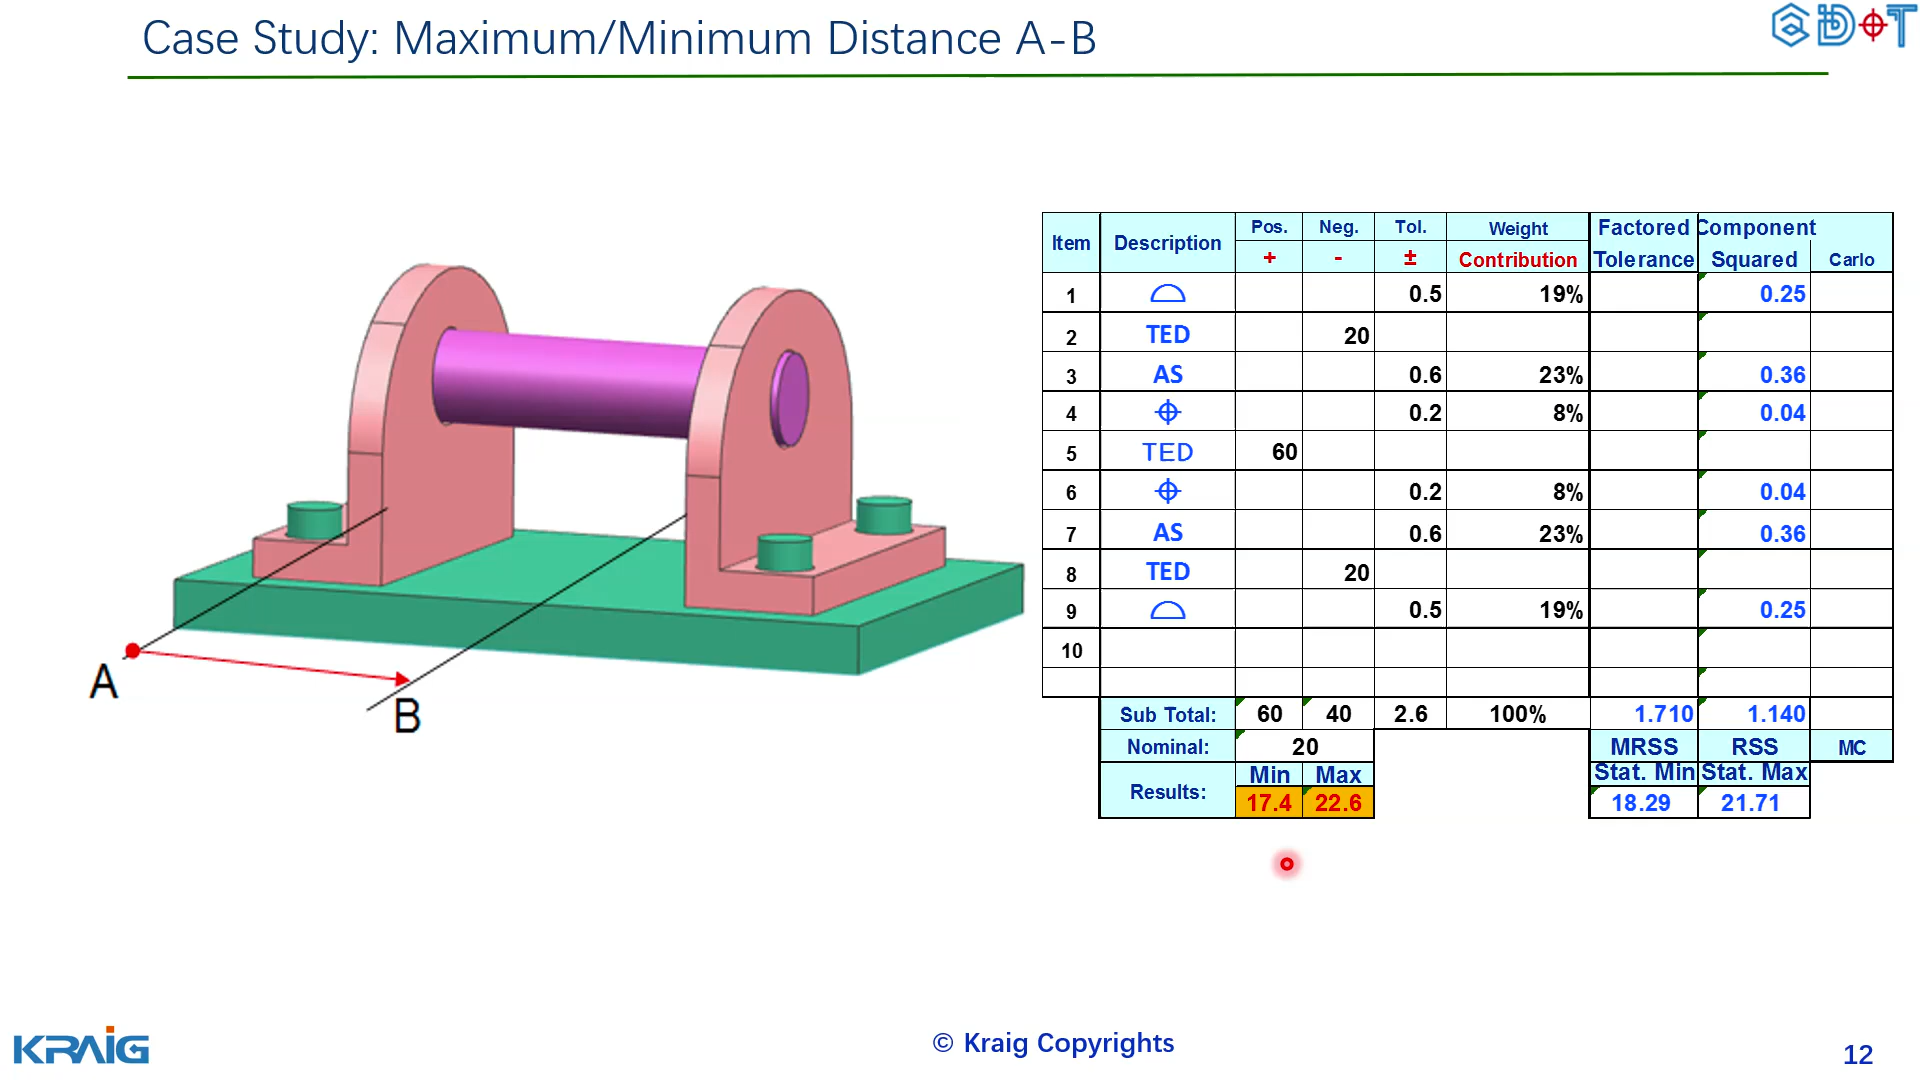 Case Study: Maximum/Minimum Distance A-B
A
B
Item Description Pos. Neg. Tol. Weight Factored Component
+ - ± Contribution Tolerance Squared Carlo
1 ⌓ 0.5 19% 0.25
2 TED 20
3 AS 0.6 23% 0.36
4 ⌖ 0.2 8% 0.04
5 TED 60
6 ⌖ 0.2 8% 0.04
7 AS 0.6 23% 0.36
8 TED 20
9 ⌓ 0.5 19% 0.25
10
Sub Total: 60 40 2.6 100% 1.710 1.140
Nominal: 20 MRSS RSS MC
Results: Min Max Stat. Min Stat. Max
17.4 22.6 18.29 21.71
KRAIG
© Kraig Copyrights
12